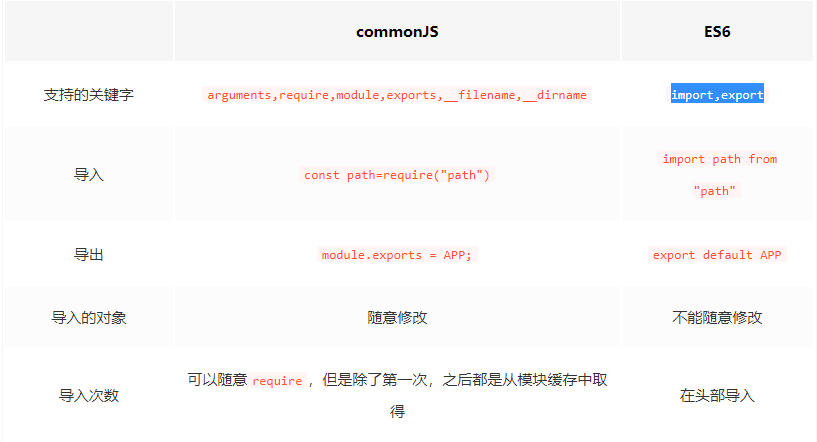 commonJS ES6
支持的关键字 arguments,require,module,exports,__filename,__dirname import,export
导入 const path=require("path") import path from
"path"
导出 module.exports = APP; export default APP
导入的对象 随意修改 不能随意修改
导入次数 可以随意 require ，但是除了第一次，之后都是从模块缓存中取
得 在头部导入